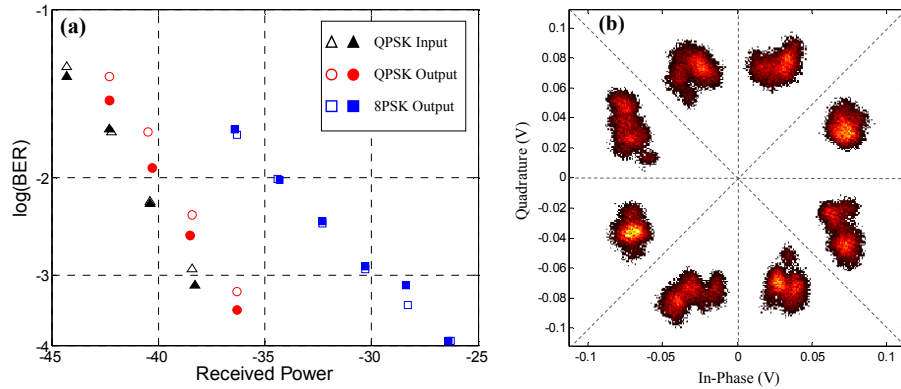 (a)
QPSK Input
QPSK Output
8PSK Output
log(BER)
-1
-2
-3
-4
-45
-40
-35
-30
-25
Received Power
(b)
Quadrature (V)
0.1
0.08
0.06
0.04
0.02
0
-0.02
-0.04
-0.06
-0.08
-0.1
-0.1
-0.05
0
0.05
0.1
In-Phase (V)